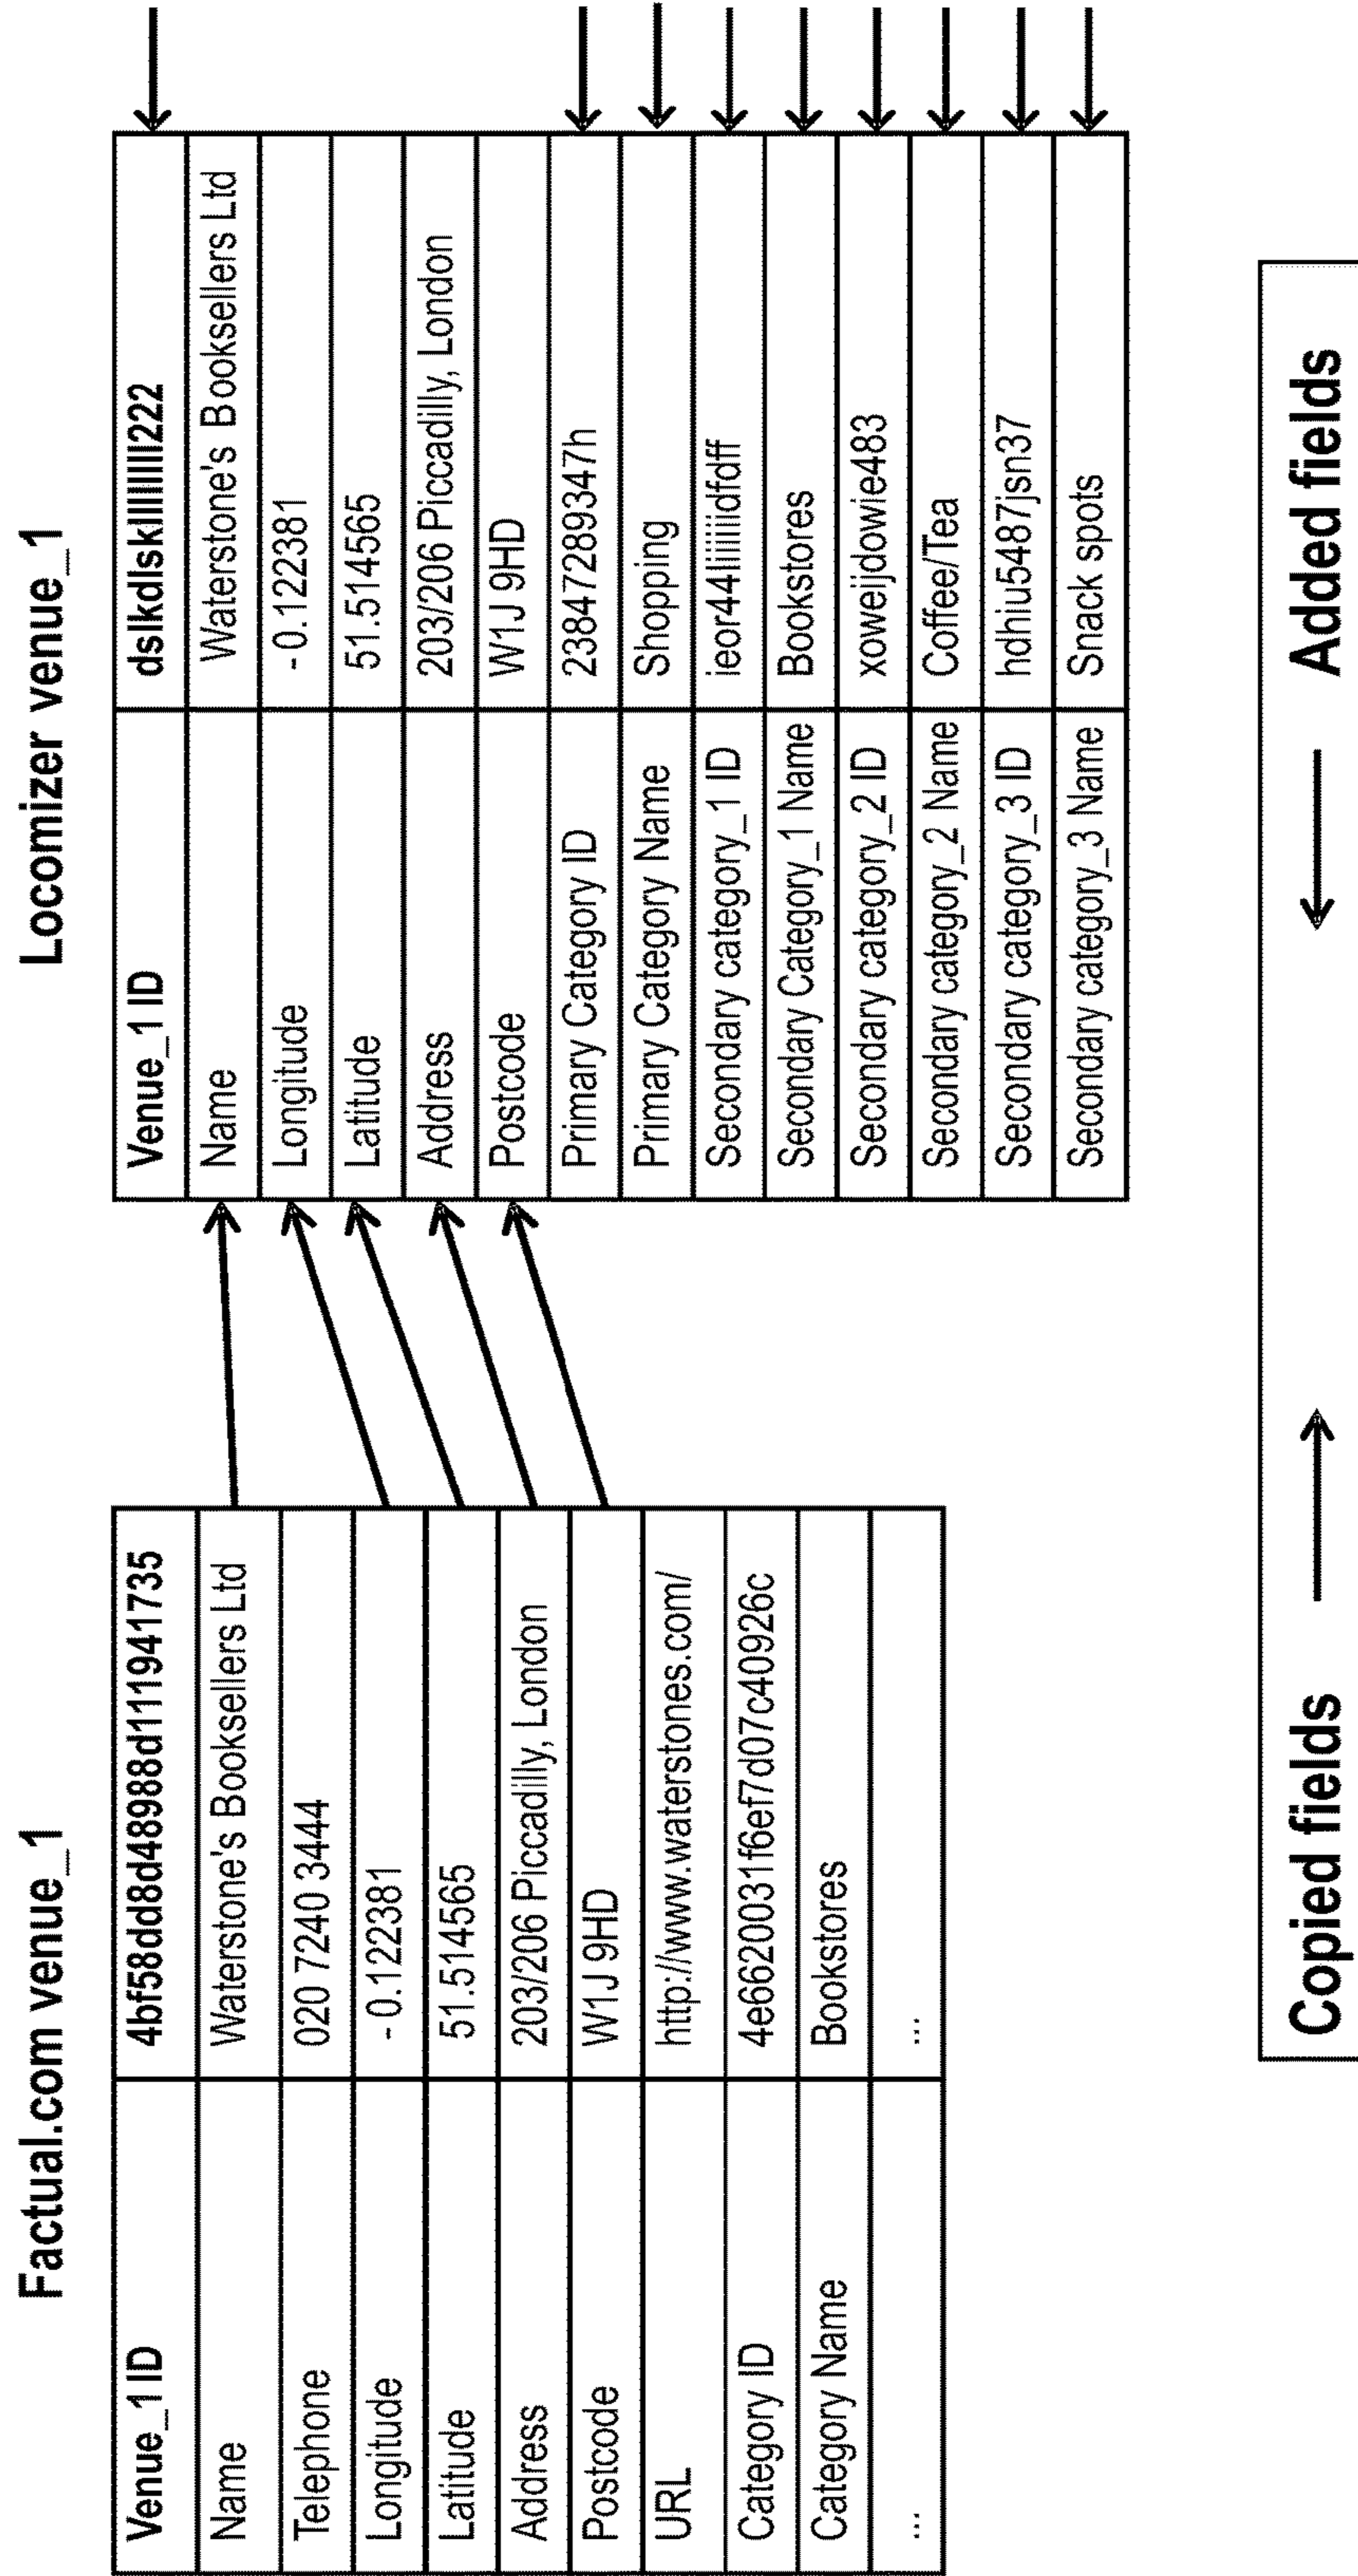 Factual.com venue_1
Venue_1 ID 4bf58dd8d48988d111941735
Name Waterstone's Booksellers Ltd
Telephone 020 7240 3444
Longitude - 0.122381
Latitude 51.514565
Address 203/206 Piccadilly, London
Postcode W1J 9HD
URL http://www.waterstones.com/
Category ID 4e6620031f6ef7d07c40926c
Category Name Bookstores
... ...
Locomizer venue_1
Venue_1 ID
Name Waterstone's Booksellers Ltd
Longitude - 0.122381
Latitude 51.514565
Address 203/206 Piccadilly, London
Postcode W1J 9HD
Primary Category ID 23847289347h
Primary Category Name Shopping
Secondary category_1 ID
Secondary Category_1 Name Bookstores
Secondary category_2 ID xoweijdowie483
Secondary category_2 Name Coffee/Tea
Secondary category_3 ID hdhiu5487jsn37
Secondary category_3 Name Snack spots
Copied fields
Added fields